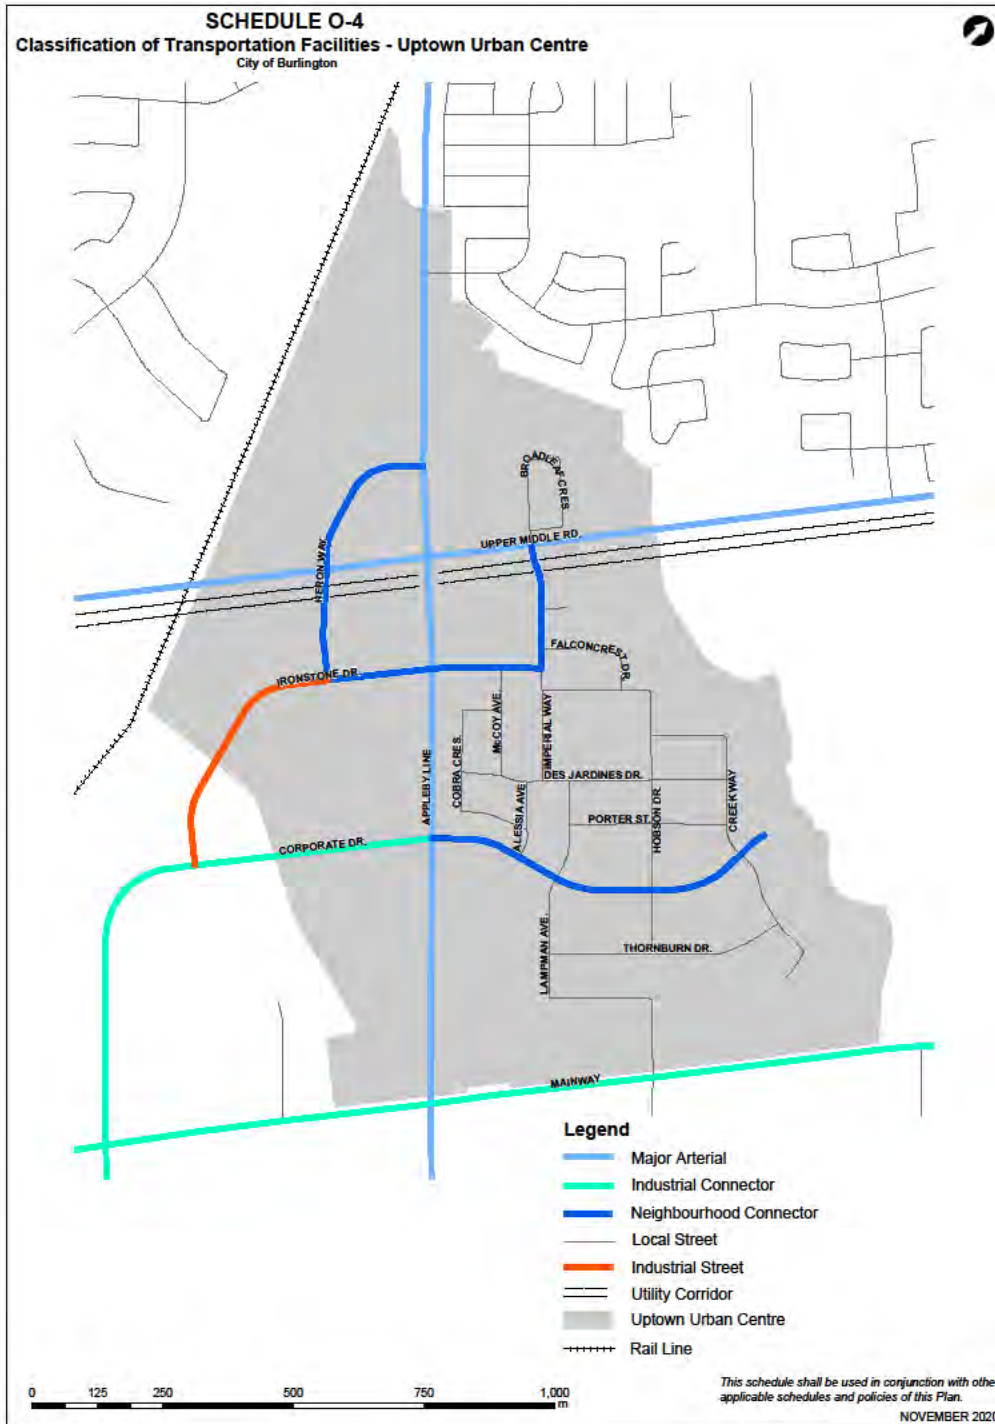 SCHEDULE O-4
Classification of Transportation Facilities - Uptown Urban Centre
City of Burlington
BROADLEAF CRES
UPPER MIDDLE RD.
HERON WAY
FALCONCREST DR.
IRONSTONE DR.
McCOY AVE.
IMPERIAL WAY
COBRA CRES.
APPLEBY LINE
DES JARDINES DR.
CREEKWAY
ALESSIA AVE
PORTER ST.
HOBSON DR.
CORPORATE DR.
LAMPMAN AVE.
THORNBURN DR.
MAINWAY
Legend
Major Arterial
Industrial Connector
Neighbourhood Connector
Local Street
Industrial Street
Utility Corridor
Uptown Urban Centre
Rail Line
0 125 250 500 750 1,000
m
This schedule shall be used in conjunction with othe
applicable schedules and policies of this Plan.
NOVEMBER 202